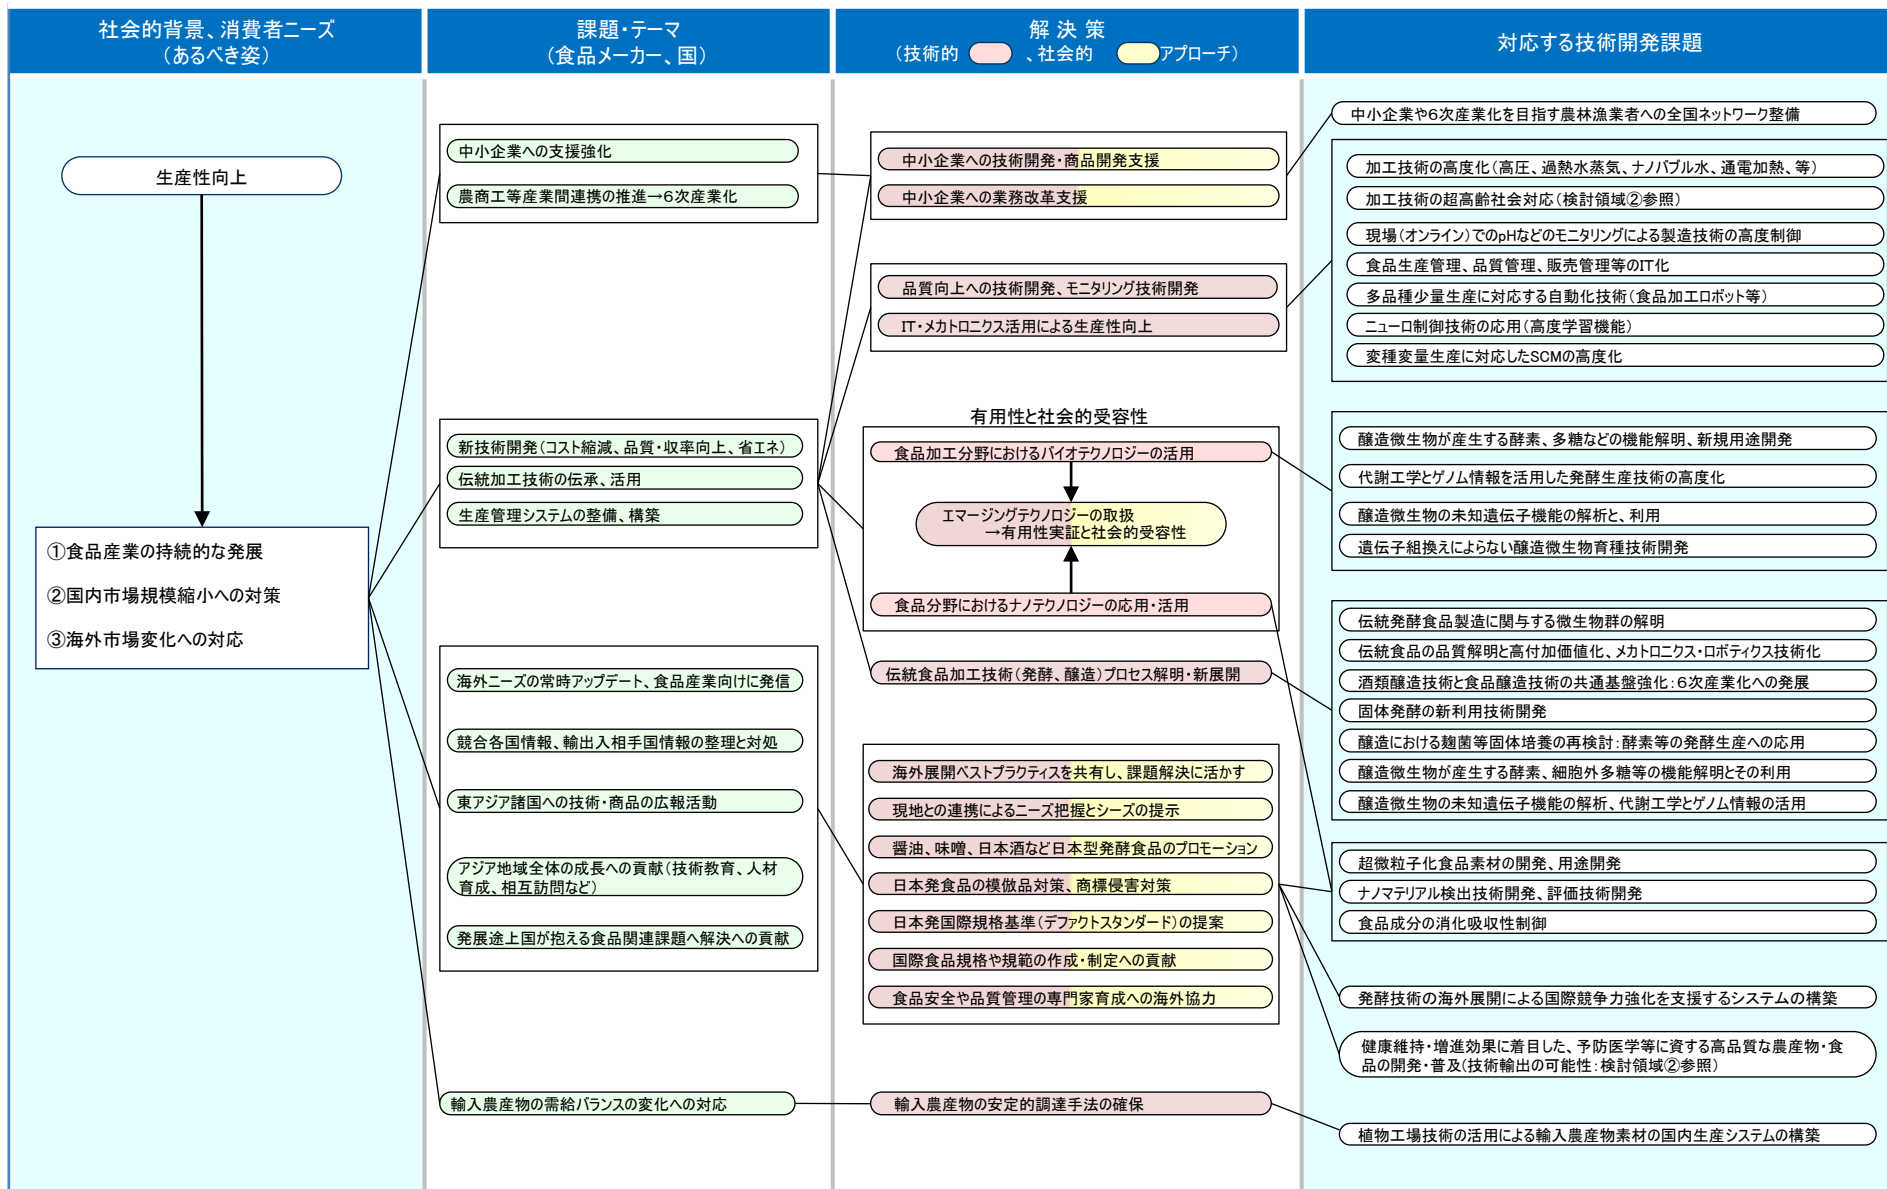 社会的背景、消費者ニーズ
(あるべき姿)
課題・テーマ
(食品メーカー、国)
解 決 策
(技術的 、社会的 アプローチ)
対応する技術開発課題
生産性向上
①食品産業の持続的な発展
②国内市場規模縮小への対策
③海外市場変化への対応
中小企業への支援強化
農商工等産業間連携の推進→6次産業化
新技術開発(コスト縮減、品質・収率向上、省エネ)
伝統加工技術の伝承、活用
生産管理システムの整備、構築
海外ニーズの常時アップデート、食品産業向けに発信
競合各国情報、輸出入相手国情報の整理と対処
東アジア諸国への技術・商品の広報活動
アジア地域全体の成長への貢献(技術教育、人材
育成、相互訪問など)
発展途上国が抱える食品関連課題へ解決への貢献
輸入農産物の需給バランスの変化への対応
中小企業への技術開発・商品開発支援
中小企業への業務改革支援
品質向上への技術開発、モニタリング技術開発
IT・メカトロニクス活用による生産性向上
有用性と社会的受容性
食品加工分野におけるバイオテクノロジーの活用
エマージングテクノロジーの取扱
→有用性実証と社会的受容性
食品分野におけるナノテクノロジーの応用・活用
伝統食品加工技術(発酵、醸造)プロセス解明・新展開
海外展開ベストプラクティスを共有し、課題解決に活かす
現地との連携によるニーズ把握とシーズの提示
醤油、味噌、日本酒など日本型発酵食品のプロモーション
日本発食品の模倣品対策、商標侵害対策
日本発国際規格基準(デファクトスタンダード)の提案
国際食品規格や規範の作成・制定への貢献
食品安全や品質管理の専門家育成への海外協力
輸入農産物の安定的調達手法の確保
中小企業や6次産業化を目指す農林漁業者への全国ネットワーク整備
加工技術の高度化(高圧、過熱水蒸気、ナノバブル水、通電加熱、等)
加工技術の超高齢社会対応(検討領域②参照)
現場(オンライン)でのpHなどのモニタリングによる製造技術の高度制御
食品生産管理、品質管理、販売管理等のIT化
多品種少量生産に対応する自動化技術(食品加工ロボット等)
ニューロ制御技術の応用(高度学習機能)
変種変量生産に対応したSCMの高度化
醸造微生物が産生する酵素、多糖などの機能解明、新規用途開発
代謝工学とゲノム情報を活用した発酵生産技術の高度化
醸造微生物の未知遺伝子機能の解析と、利用
遺伝子組換えによらない醸造微生物育種技術開発
伝統発酵食品製造に関与する微生物群の解明
伝統食品の品質解明と高付加価値化、メカトロニクス・ロボティクス技術化
酒類醸造技術と食品醸造技術の共通基盤強化:6次産業化への発展
固体発酵の新利用技術開発
醸造における麹菌等固体培養の再検討:酵素等の発酵生産への応用
醸造微生物が産生する酵素、細胞外多糖等の機能解明とその利用
醸造微生物の未知遺伝子機能の解析、代謝工学とゲノム情報の活用
超微粒子化食品素材の開発、用途開発
ナノマテリアル検出技術開発、評価技術開発
食品成分の消化吸収性制御
発酵技術の海外展開による国際競争力強化を支援するシステムの構築
健康維持・増進効果に着目した、予防医学等に資する高品質な農産物・食
品の開発・普及(技術輸出の可能性:検討領域②参照)
植物工場技術の活用による輸入農産物素材の国内生産システムの構築